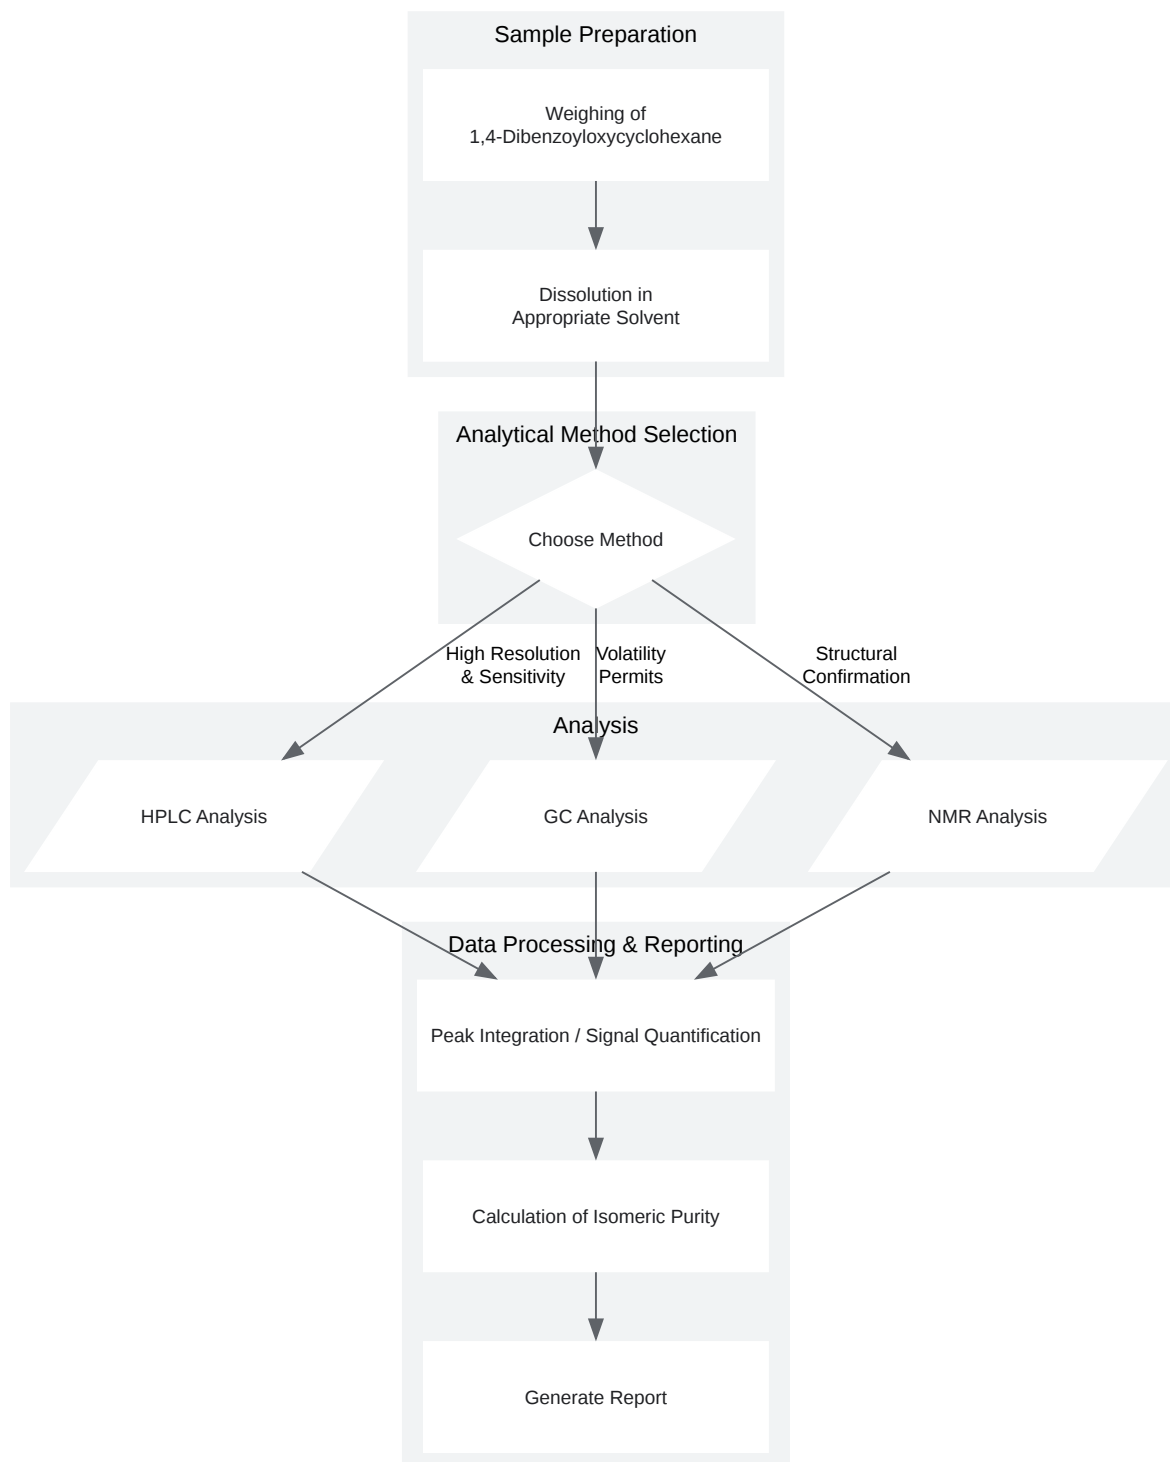 Sample Preparation
Weighing of
1,4-Dibenzoyloxycyclohexane
Dissolution in
Appropriate Solvent
Analytical Method Selection
Choose Method
High Resolution
& Sensitivity
Volatility
Permits
Structural
Confirmation
Analysis
HPLC Analysis
GC Analysis
NMR Analysis
Data Processing & Reporting
Peak Integration / Signal Quantification
Calculation of Isomeric Purity
Generate Report